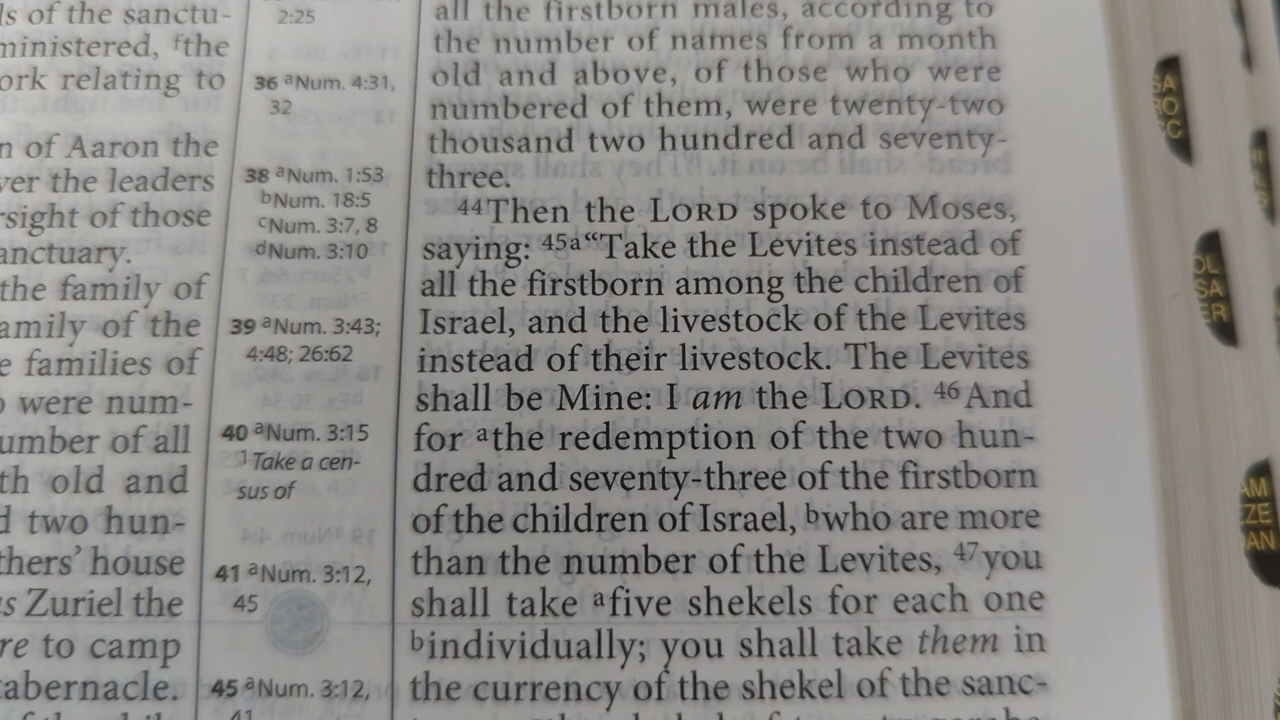 ls of the sanctu-
ministered, ᶠthe
ork relating to
n of Aaron the
ver the leaders
rsight of those
anctuary.
the family of
amily of the
e families of
were num-
umber of all
th old and
d two hun-
thers’ house
s Zuriel the
re to camp
abernacle.
2:25
36 ᵃNum. 4:31,
32
38 ᵃNum. 1:53
ᵇNum. 18:5
ᶜNum. 3:7, 8
ᵈNum. 3:10
39 ᵃNum. 3:43;
4:48; 26:62
40 ᵃNum. 3:15
¹Take a cen-
sus of
41 ᵃNum. 3:12,
45
45 ᵃNum. 3:12,
41
all the firstborn males, according to
the number of names from a month
old and above, of those who were
numbered of them, were twenty-two
thousand two hundred and seventy-
three.
⁴⁴Then the LORD spoke to Moses,
saying: ⁴⁵ᵃ“Take the Levites instead of
all the firstborn among the children of
Israel, and the livestock of the Levites
instead of their livestock. The Levites
shall be Mine: I am the LORD. ⁴⁶And
for ᵃthe redemption of the two hun-
dred and seventy-three of the firstborn
of the children of Israel, ᵇwho are more
than the number of the Levites, ⁴⁷you
shall take ᵃfive shekels for each one
ᵇindividually; you shall take them in
the currency of the shekel of the sanc-
SA
RO
CC
OL
SA
ER
AM
ZE
AN